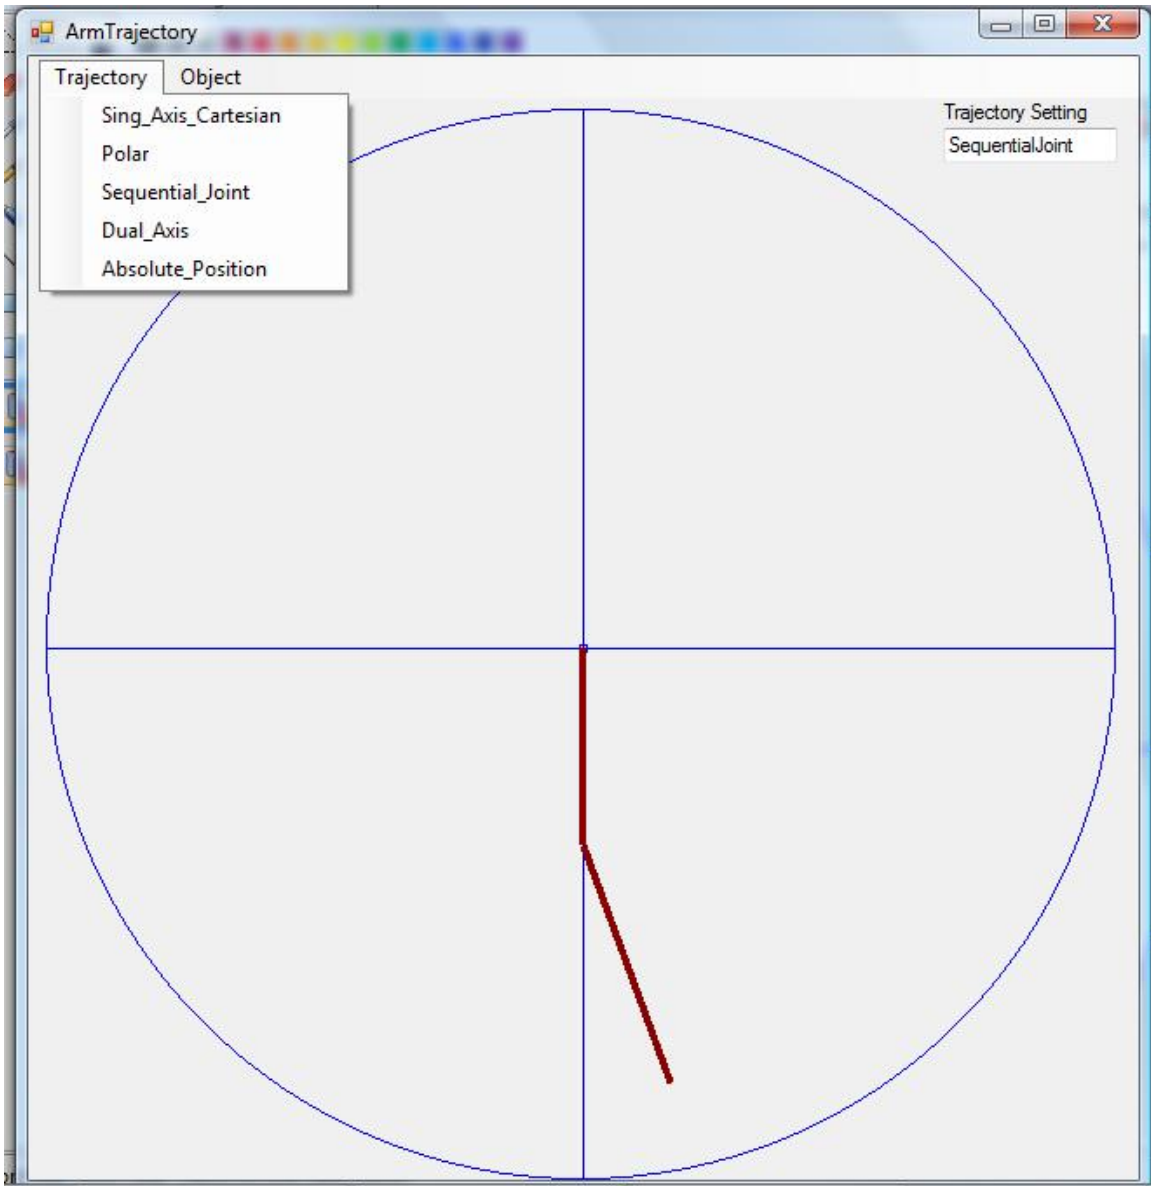 ArmTrajectory
Trajectory Object
Sing_Axis_Cartesian
Polar
Sequential_Joint
Dual_Axis
Absolute_Position
Trajectory Setting
SequentialJoint